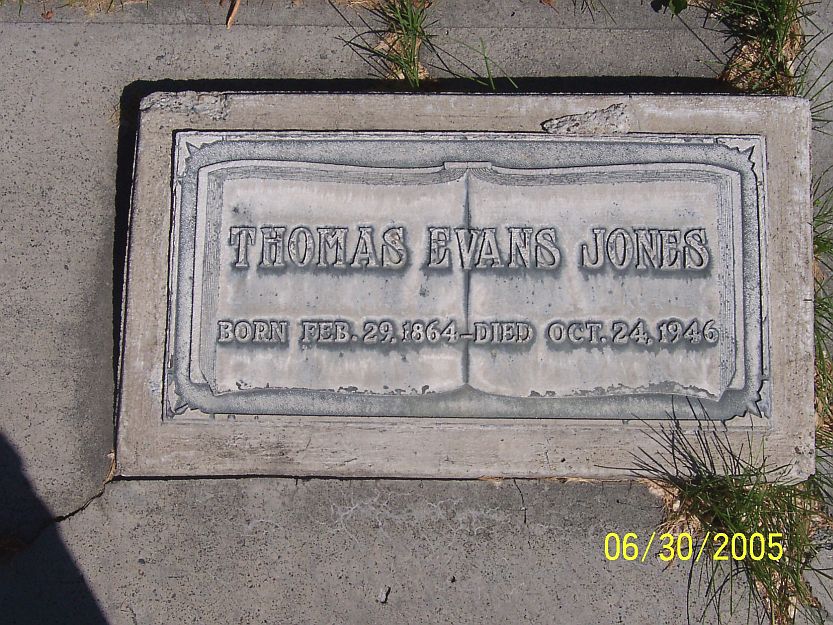 THOMAS EVANS JONES
BORN FEB. 29, 1864–DIED OCT. 24, 1946
06/30/2005